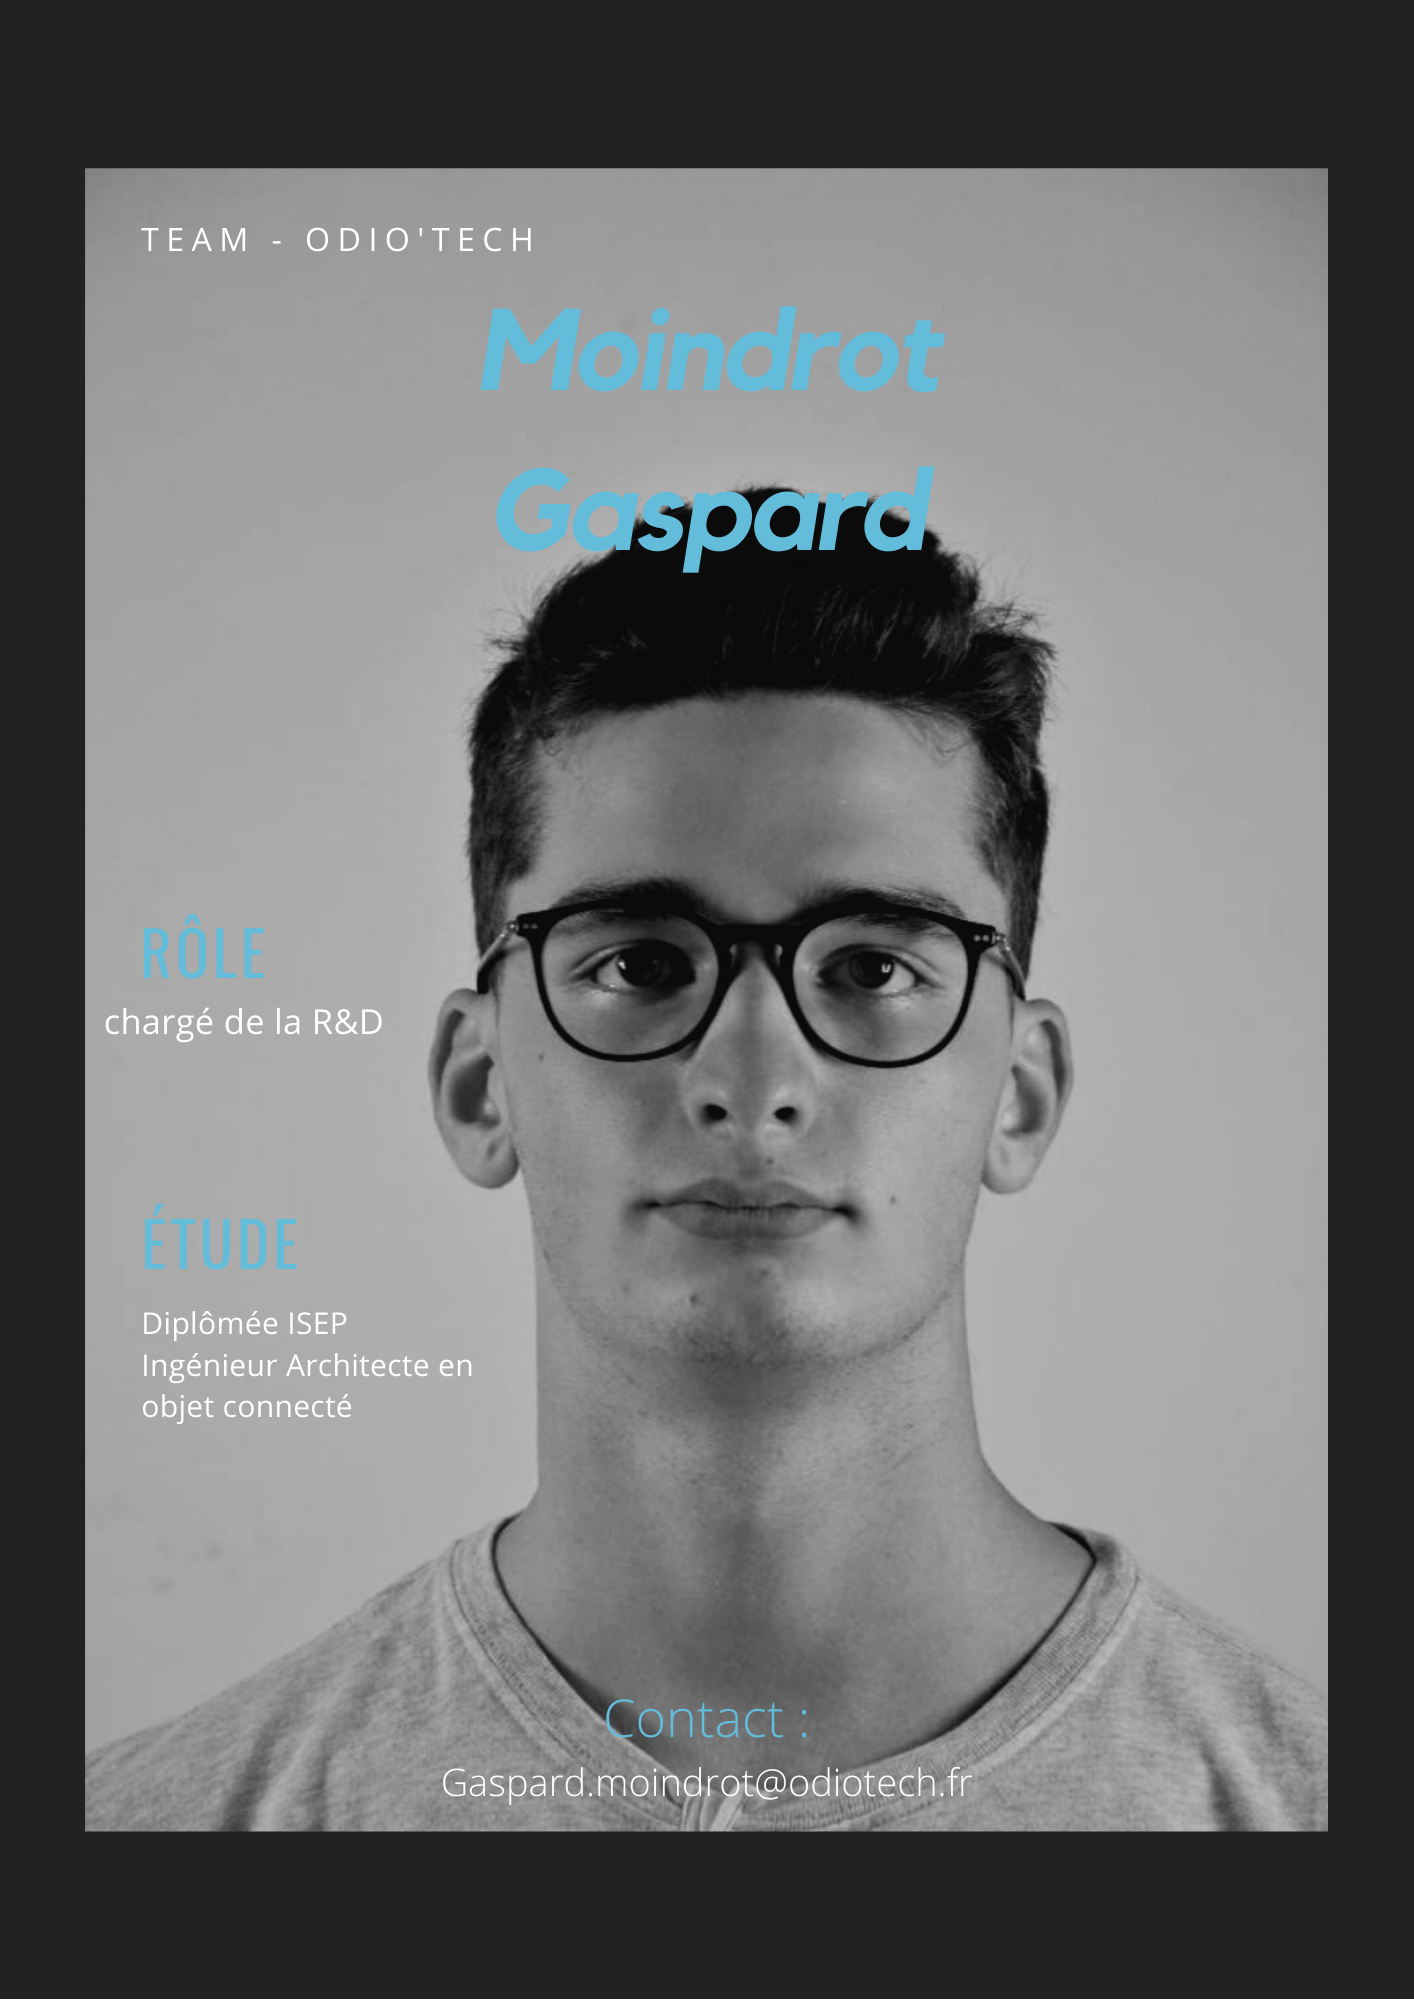 TEAM - ODIO'TECH
Moindrot
Gaspard
RÔLE
chargé de la R&D
ÉTUDE
Diplômée ISEP
Ingénieur Architecte en
objet connecté
Contact :
Gaspard.moindrot@odiotech.fr